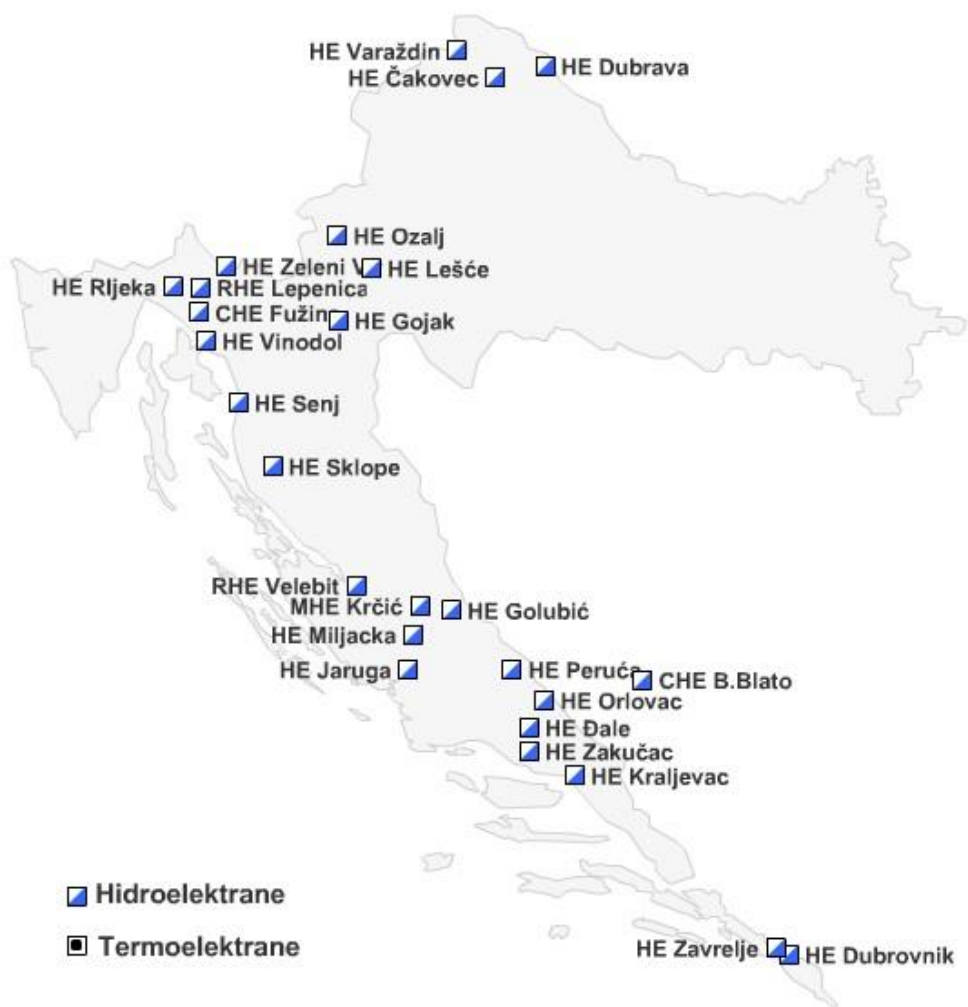 HE Varaždin
HE Dubrava
HE Čakovec
HE Ozalj
HE Zeleni V
HE Lešće
HE RIjeka
RHE Lepenica
CHE Fužin
HE Gojak
HE Vinodol
HE Senj
HE Sklope
RHE Velebit
MHE Krčić
HE Golubić
HE Miljacka
HE Jaruga
HE Peruća
CHE B.Blato
HE Orlovac
HE Đale
HE Zakučac
HE Kraljevac
Hidroelektrane
Termoelektrane
HE Zavrelje
HE Dubrovnik